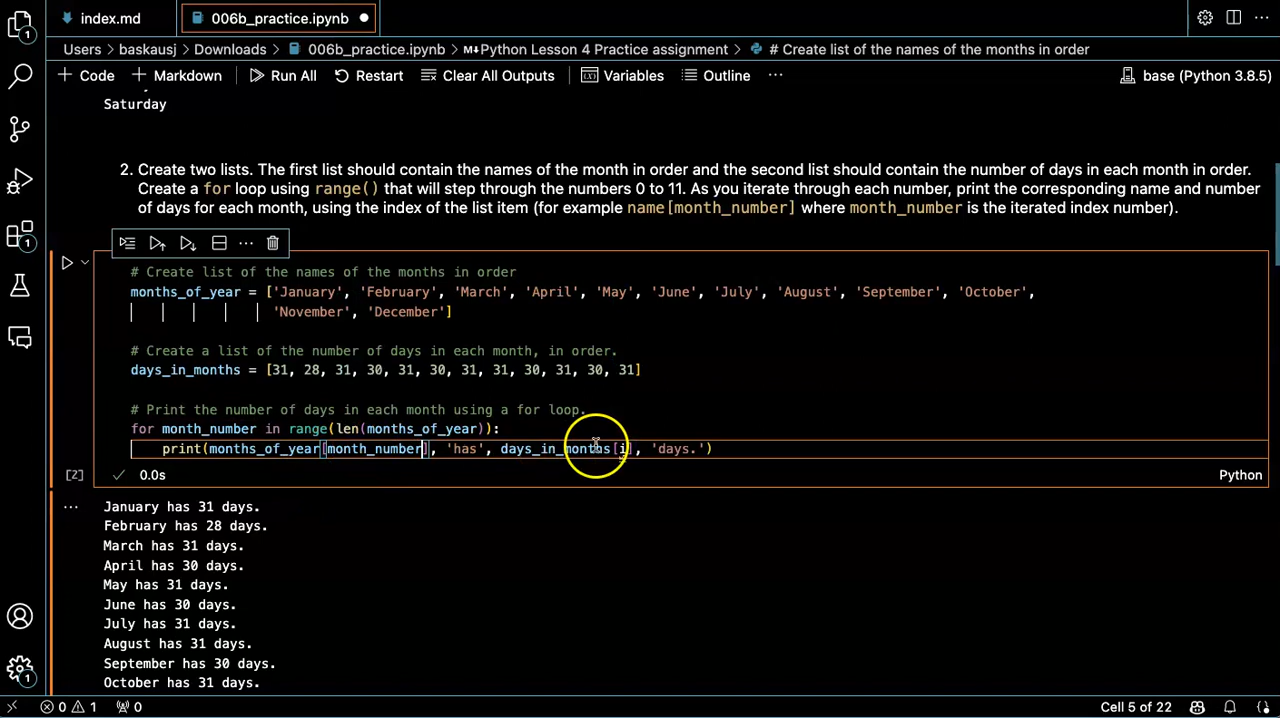 index.md
006b_practice.ipynb
Users > baskausj > Downloads > 006b_practice.ipynb > M↓Python Lesson 4 Practice assignment > # Create list of the names of the months in order
+ Code + Markdown Run All Restart Clear All Outputs Variables Outline ··· base (Python 3.8.5)
Saturday
2. Create two lists. The first list should contain the names of the month in order and the second list should contain the number of days in each month in order.
Create a for loop using range() that will step through the numbers 0 to 11. As you iterate through each number, print the corresponding name and number
of days for each month, using the index of the list item (for example name[month_number] where month_number is the iterated index number).
# Create list of the names of the months in order
months_of_year = ['January', 'February', 'March', 'April', 'May', 'June', 'July', 'August', 'September', 'October',
'November', 'December']
# Create a list of the number of days in each month, in order.
days_in_months = [31, 28, 31, 30, 31, 30, 31, 31, 30, 31, 30, 31]
# Print the number of days in each month using a for loop.
for month_number in range(len(months_of_year)):
print(months_of_year[month_number], 'has', days_in_months[i], 'days.')
[2] 0.0s Python
January has 31 days.
February has 28 days.
March has 31 days.
April has 30 days.
May has 31 days.
June has 30 days.
July has 31 days.
August has 31 days.
September has 30 days.
October has 31 days.
0 1 0 Cell 5 of 22
1
1
1